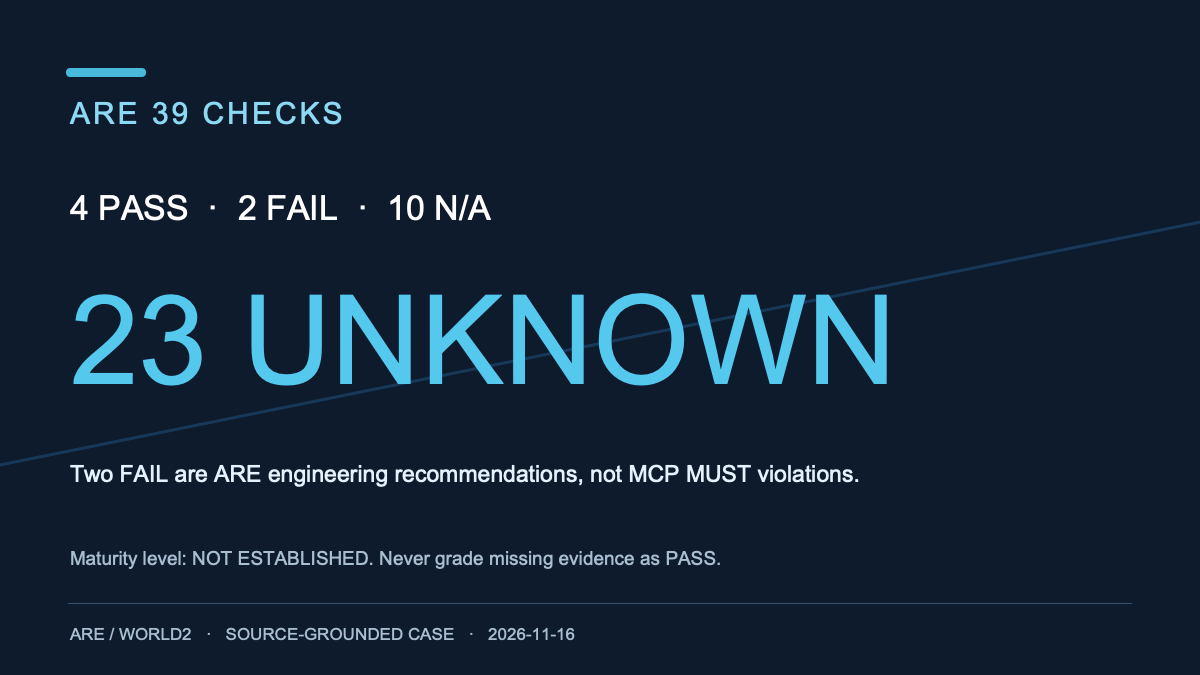 ARE 39 CHECKS
4 PASS · 2 FAIL · 10 N/A
23 UNKNOWN
Two FAIL are ARE engineering recommendations, not MCP MUST violations.
Maturity level: NOT ESTABLISHED. Never grade missing evidence as PASS.
ARE / WORLD2 · SOURCE-GROUNDED CASE · 2026-11-16